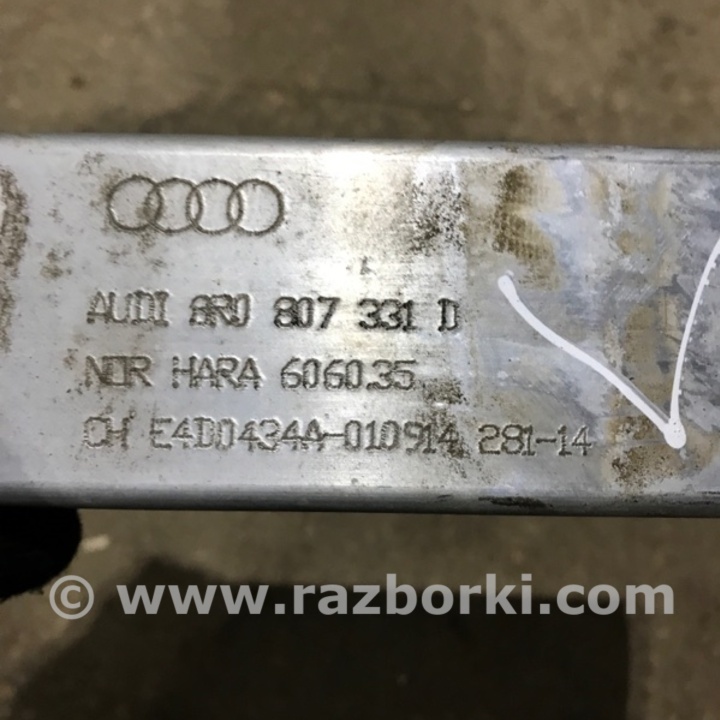 AUDI 8R0 807 331 D
NOR HARA 6060.35
CH E4D0434A-010914 281-14
© www.razborki.com